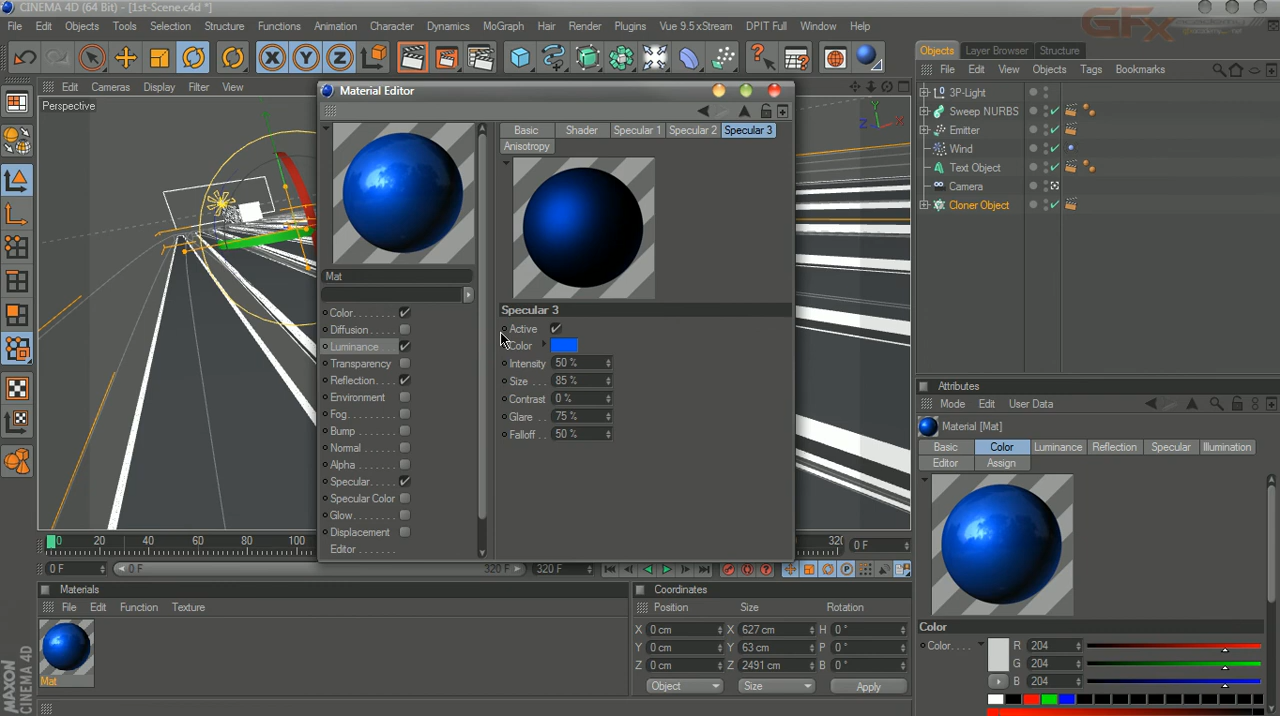 CINEMA 4D (64 Bit) - [1st-Scene.c4d *]
File Edit Objects Tools Selection Structure Functions Animation Character Dynamics MoGraph Hair Render Plugins Vue 9.5xStream DPIT Full Window Help
GFx
Objects Layer Browser Structure
File Edit View Objects Tags Bookmarks
3P-Light
Sweep NURBS
Emitter
Wind
Text Object
Camera
Cloner Object
Edit Cameras Display Filter View
Perspective
Material Editor
Mat
Color
Diffusion
Luminance
Transparency
Reflection
Environment
Fog
Bump
Normal
Alpha
Specular
Specular Color
Glow
Displacement
Editor
Basic Shader Specular 1 Specular 2 Specular 3
Anisotropy
Specular 3
Active
Color
Intensity 50 %
Size 85 %
Contrast 0 %
Glare 75 %
Falloff 50 %
Attributes
Mode Edit User Data
Material [Mat]
Basic Color Luminance Reflection Specular Illumination
Editor Assign
Color
Color R 204
G 204
B 204
0 20 40 60 80 100 320 0 F
0 F 0 F 320 F 320 F
Materials
File Edit Function Texture
Mat
Coordinates
Position Size Rotation
X 0 cm X 627 cm H 0 °
Y 0 cm Y 63 cm P 0 °
Z 0 cm Z 2491 cm B 0 °
Object Size Apply
MAXON
CINEMA 4D